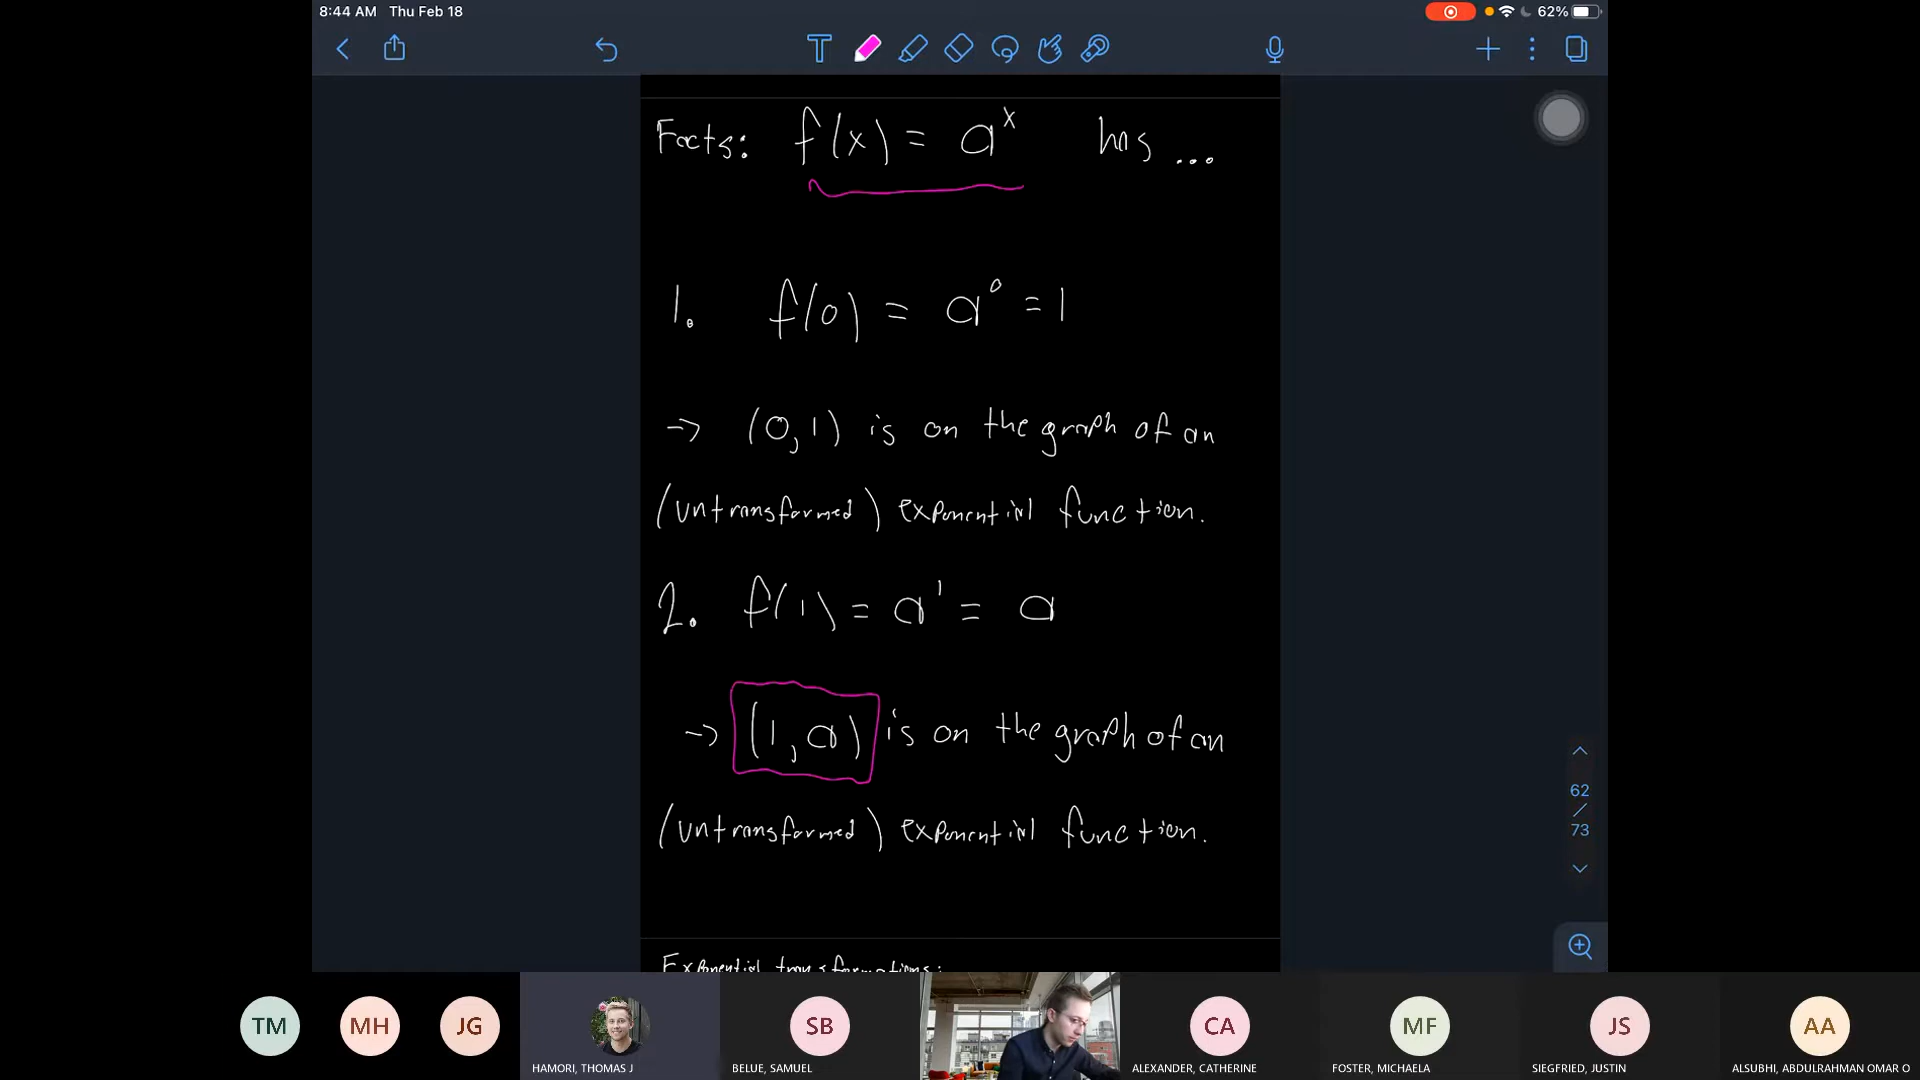 8:44 AM Thu Feb 18
62%
Facts: f(x) = a^x has ...
1. f(0) = a^0 = 1
→ (0,1) is on the graph of an
(untransformed) exponential function.
2. f(1) = a^1 = a
→ (1,a) is on the graph of an
(untransformed) exponential function.
62
/
73
Exponential transformations:
TM
MH
JG
SB
CA
MF
JS
AA
HAMORI, THOMAS J
BELUE, SAMUEL
ALEXANDER, CATHERINE
FOSTER, MICHAELA
SIEGFRIED, JUSTIN
ALSUBHI, ABDULRAHMAN OMAR O